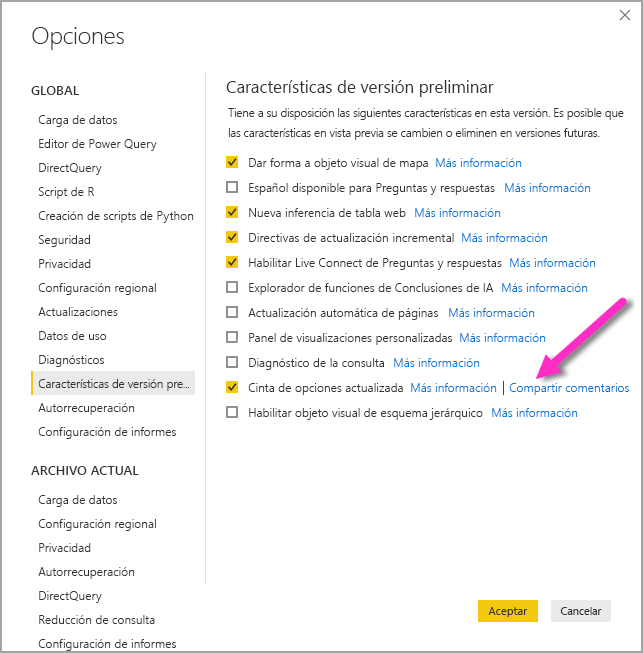 Opciones
GLOBAL
Carga de datos
Editor de Power Query
DirectQuery
Script de R
Creación de scripts de Python
Seguridad
Privacidad
Configuración regional
Actualizaciones
Datos de uso
Diagnósticos
Características de versión pre...
Autorrecuperación
Configuración de informes
ARCHIVO ACTUAL
Carga de datos
Configuración regional
Privacidad
Autorrecuperación
DirectQuery
Reducción de consulta
Configuración de informes
Características de versión preliminar
Tiene a su disposición las siguientes características en esta versión. Es posible que
las características en vista previa se cambien o eliminen en versiones futuras.
Dar forma a objeto visual de mapa Más información
Español disponible para Preguntas y respuestas Más información
Nueva inferencia de tabla web Más información
Directivas de actualización incremental Más información
Habilitar Live Connect de Preguntas y respuestas Más información
Explorador de funciones de Conclusiones de IA Más información
Actualización automática de páginas Más información
Panel de visualizaciones personalizadas Más información
Diagnóstico de la consulta Más información
Cinta de opciones actualizada Más información | Compartir comentarios
Habilitar objeto visual de esquema jerárquico Más información
Aceptar Cancelar